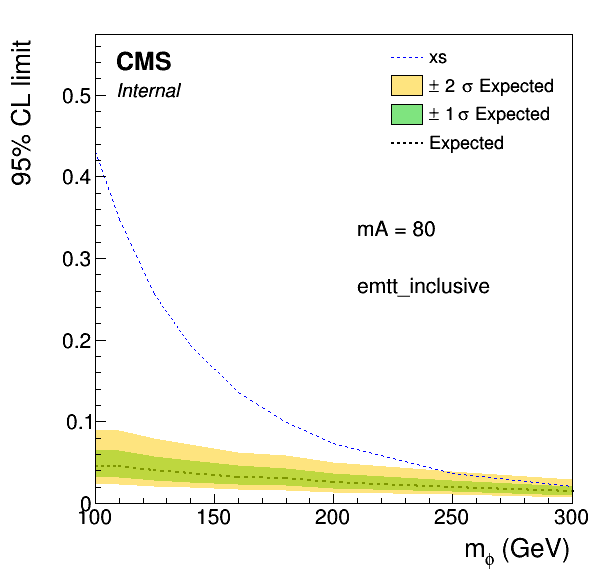 CMS
Internal
xs
± 2 σ Expected
± 1 σ Expected
Expected
mA = 80
emtt_inclusive
95% CL limit
0.5
0.4
0.3
0.2
0.1
0
100 150 200 250 300
m_ϕ (GeV)